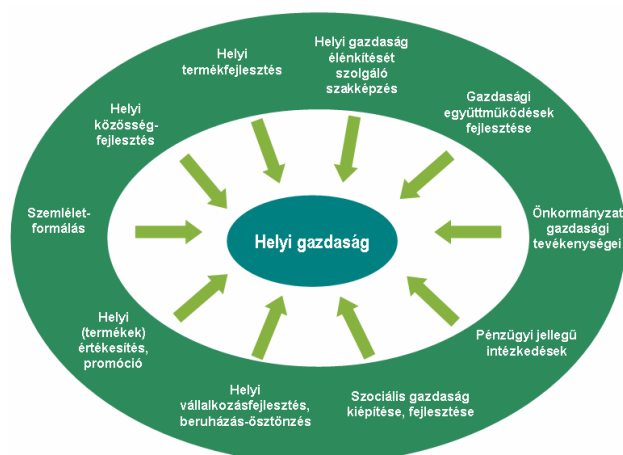 Helyi
termékfejlesztés
Helyi gazdaság
élénkítését
szolgáló
szakképzés
Gazdasági
együttműködések
fejlesztése
Önkormányzat
gazdasági
tevékenységei
Pénzügyi jellegű
intézkedések
Szociális gazdaság
kiépítése, fejlesztése
Helyi
vállalkozásfejlesztés,
beruházás-ösztönzés
Helyi
(termékek)
értékesítés,
promóció
Szemlélet-
formálás
Helyi
közösség-
fejlesztés
Helyi gazdaság